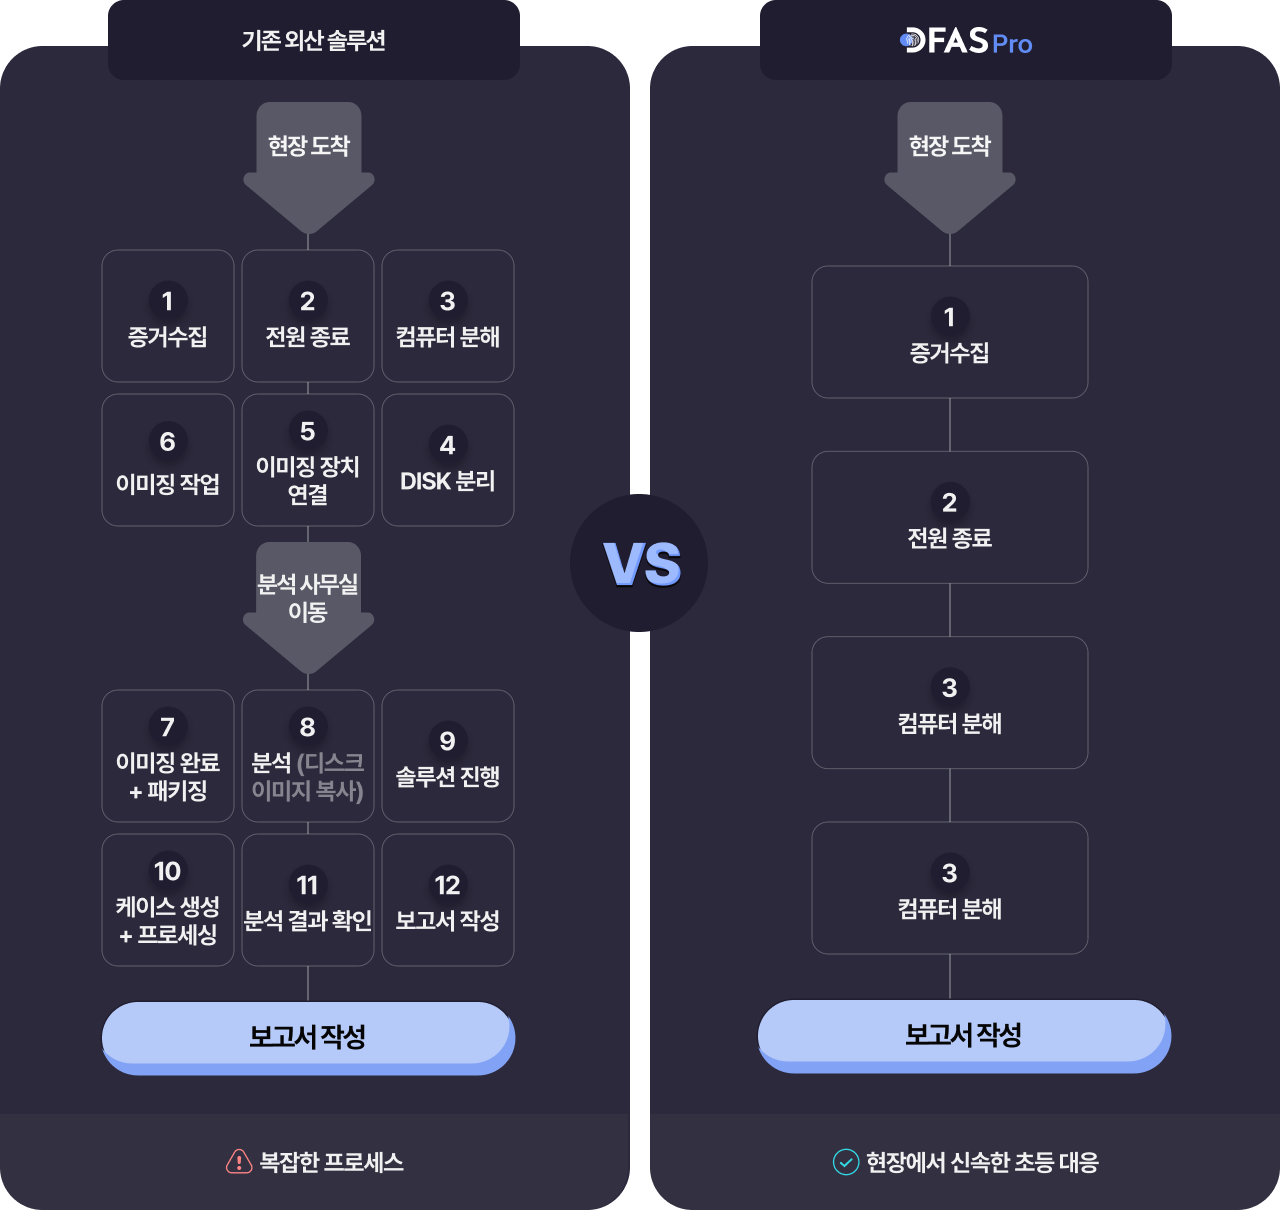 기존 외산 솔루션
현장 도착
1
증거수집
2
전원 종료
3
컴퓨터 분해
6
이미징 작업
5
이미징 장치
연결
4
DISK 분리
분석 사무실
이동
7
이미징 완료
+ 패키징
8
분석 (디스크
이미지 복사)
9
솔루션 진행
10
케이스 생성
+ 프로세싱
11
분석 결과 확인
12
보고서 작성
보고서 작성
복잡한 프로세스
VS
DFAS Pro
현장 도착
1
증거수집
2
전원 종료
3
컴퓨터 분해
3
컴퓨터 분해
보고서 작성
현장에서 신속한 초등 대응